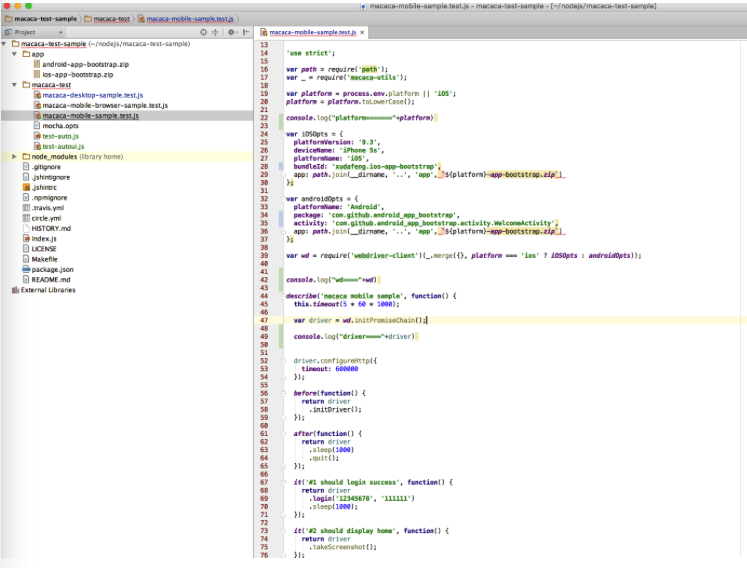 macaca-mobile-sample.test.js - macaca-test-sample - [~/nodejs/macaca-test-sample]
macaca-test-sample
macaca-test
macaca-mobile-sample.test.js
Project
macaca-mobile-sample.test.js ×
macaca-test-sample (~/nodejs/macaca-test-sample)
app
android-app-bootstrap.zip
ios-app-bootstrap.zip
macaca-test
macaca-desktop-sample.test.js
macaca-mobile-browser-sample.test.js
macaca-mobile-sample.test.js
mocha.opts
test-auto.js
test-autoui.js
node_modules (library home)
.gitignore
.jshintignore
.jshintrc
.npmignore
.travis.yml
circle.yml
HISTORY.md
index.js
LICENSE
Makefile
package.json
README.md
External Libraries
13
14 'use strict';
15
16 var path = require('path');
17 var _ = require('macaca-utils');
18
19 var platform = process.env.platform || 'iOS';
20 platform = platform.toLowerCase();
21
22 console.log("platform======="+platform)
23
24 var iOSOpts = {
25 platformVersion: '9.3',
26 deviceName: 'iPhone 5s',
27 platformName: 'iOS',
28 bundleId: 'xudafeng.ios-app-bootstrap',
29 app: path.join(__dirname, '..', 'app', `${platform}-app-bootstrap.zip`)
30 };
31
32 var androidOpts = {
33 platformName: 'Android',
34 package: 'com.github.android_app_bootstrap',
35 activity: 'com.github.android_app_bootstrap.activity.WelcomeActivity',
36 app: path.join(__dirname, '..', 'app', `${platform}-app-bootstrap.zip`)
37 };
38
39 var wd = require('webdriver-client')(_.merge({}, platform === 'ios' ? iOSOpts : androidOpts));
40
41
42 console.log("wd===="+wd)
43
44 describe('macaca mobile sample', function() {
45 this.timeout(5 * 60 * 1000);
46
47 var driver = wd.initPromiseChain();
48
49 console.log("driver===="+driver)
50
51
52 driver.configureHttp({
53 timeout: 600000
54 });
55
56 before(function() {
57 return driver
58 .initDriver();
59 });
60
61 after(function() {
62 return driver
63 .sleep(1000)
64 .quit();
65 });
66
67 it('#1 should login success', function() {
68 return driver
69 .login('12345678', '111111')
70 .sleep(1000);
71 });
72
73 it('#2 should display home', function() {
74 return driver
75 .takeScreenshot();
76 });